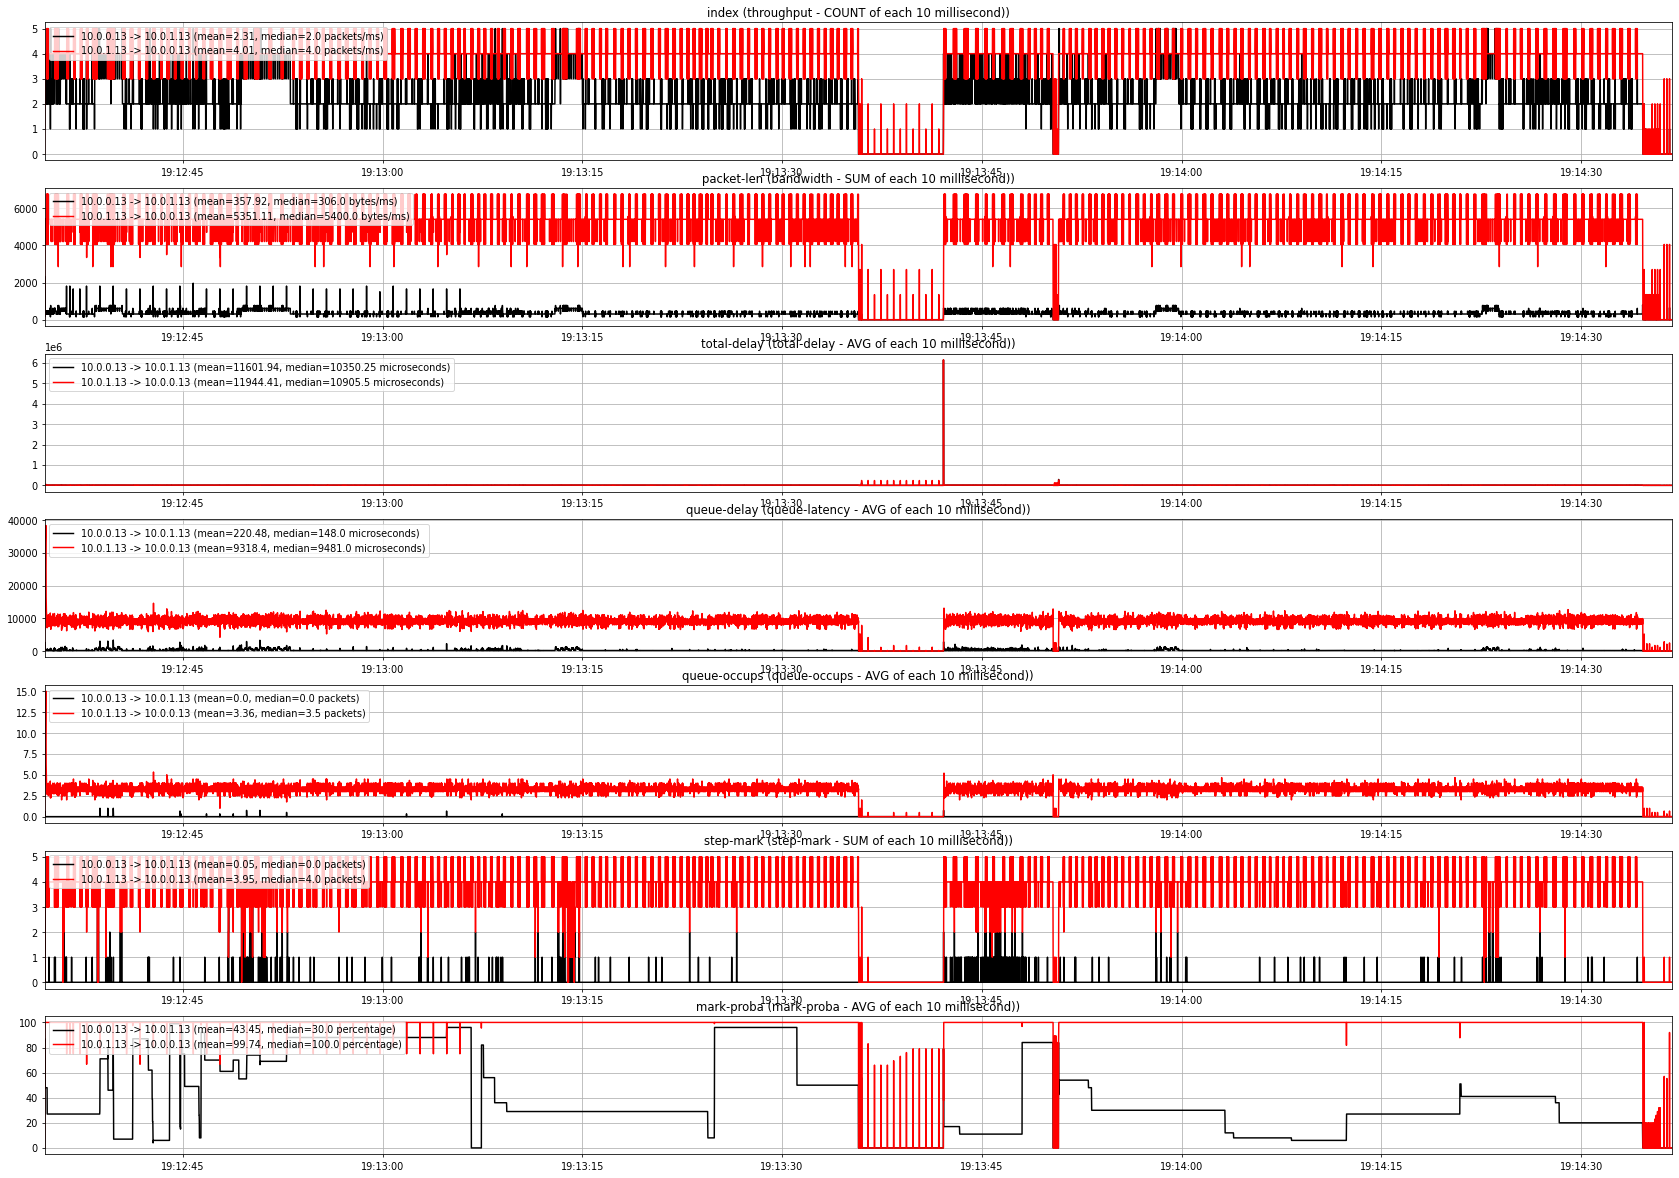 index (throughput - COUNT of each 10 millisecond))
10.0.0.13 -> 10.0.1.13 (mean=2.31, median=2.0 packets/ms)
10.0.1.13 -> 10.0.0.13 (mean=4.01, median=4.0 packets/ms)
5
4
3
2
1
0
19:12:45 19:13:00 19:13:15 19:13:30 19:13:45 19:14:00 19:14:15 19:14:30
packet-len (bandwidth - SUM of each 10 millisecond))
10.0.0.13 -> 10.0.1.13 (mean=357.92, median=306.0 bytes/ms)
10.0.1.13 -> 10.0.0.13 (mean=5351.11, median=5400.0 bytes/ms)
6000
4000
2000
0
19:12:45 19:13:00 19:13:15 19:13:30 19:13:45 19:14:00 19:14:15 19:14:30
total-delay (total-delay - AVG of each 10 millisecond))
1e6
10.0.0.13 -> 10.0.1.13 (mean=11601.94, median=10350.25 microseconds)
10.0.1.13 -> 10.0.0.13 (mean=11944.41, median=10905.5 microseconds)
6
5
4
3
2
1
0
19:12:45 19:13:00 19:13:15 19:13:30 19:13:45 19:14:00 19:14:15 19:14:30
queue-delay (queue-latency - AVG of each 10 millisecond))
10.0.0.13 -> 10.0.1.13 (mean=220.48, median=148.0 microseconds)
10.0.1.13 -> 10.0.0.13 (mean=9318.4, median=9481.0 microseconds)
40000
30000
20000
10000
0
19:12:45 19:13:00 19:13:15 19:13:30 19:13:45 19:14:00 19:14:15 19:14:30
queue-occups (queue-occups - AVG of each 10 millisecond))
10.0.0.13 -> 10.0.1.13 (mean=0.0, median=0.0 packets)
10.0.1.13 -> 10.0.0.13 (mean=3.36, median=3.5 packets)
15.0
12.5
10.0
7.5
5.0
2.5
0.0
19:12:45 19:13:00 19:13:15 19:13:30 19:13:45 19:14:00 19:14:15 19:14:30
step-mark (step-mark - SUM of each 10 millisecond))
10.0.0.13 -> 10.0.1.13 (mean=0.05, median=0.0 packets)
10.0.1.13 -> 10.0.0.13 (mean=3.95, median=4.0 packets)
5
4
3
2
1
0
19:12:45 19:13:00 19:13:15 19:13:30 19:13:45 19:14:00 19:14:15 19:14:30
mark-proba (mark-proba - AVG of each 10 millisecond))
10.0.0.13 -> 10.0.1.13 (mean=43.45, median=30.0 percentage)
10.0.1.13 -> 10.0.0.13 (mean=99.74, median=100.0 percentage)
100
80
60
40
20
0
19:12:45 19:13:00 19:13:15 19:13:30 19:13:45 19:14:00 19:14:15 19:14:30